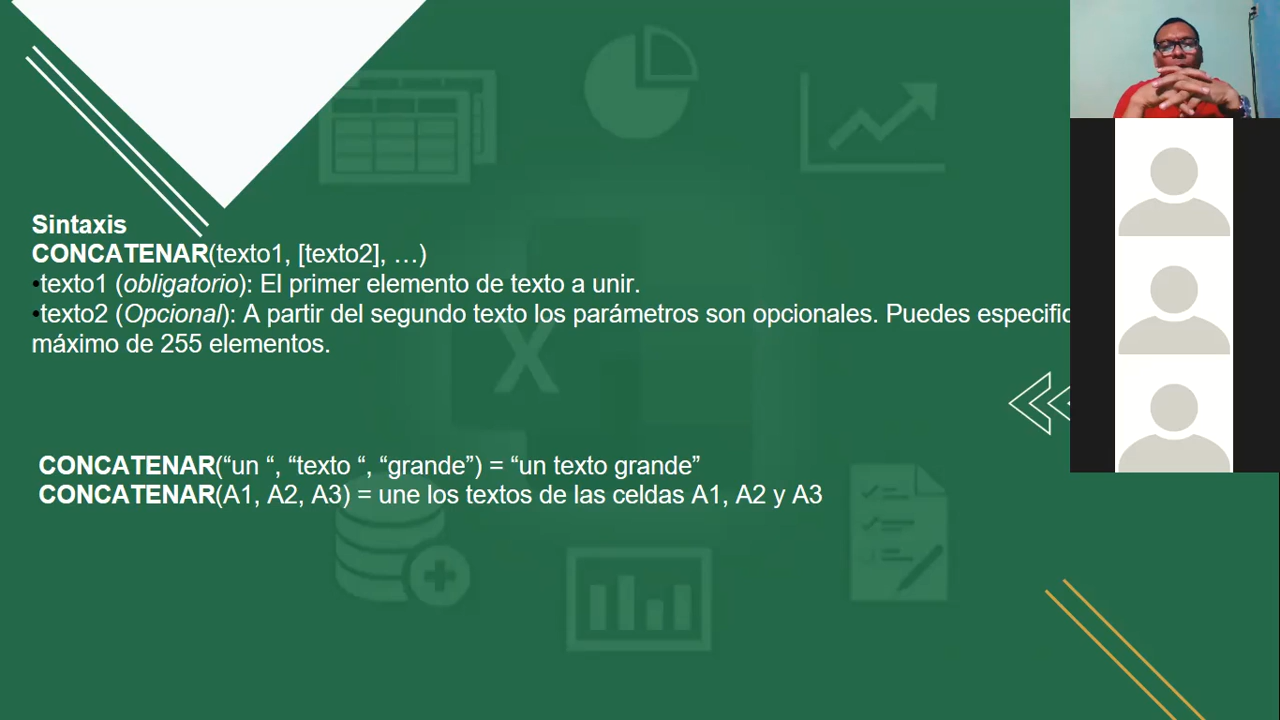 Sintaxis
CONCATENAR(texto1, [texto2], …)
•texto1 (obligatorio): El primer elemento de texto a unir.
•texto2 (Opcional): A partir del segundo texto los parámetros son opcionales. Puedes
máximo de 255 elementos.
CONCATENAR(“un “, “texto “, “grande”) = “un texto grande”
CONCATENAR(A1, A2, A3) = une los textos de las celdas A1, A2 y A3
X